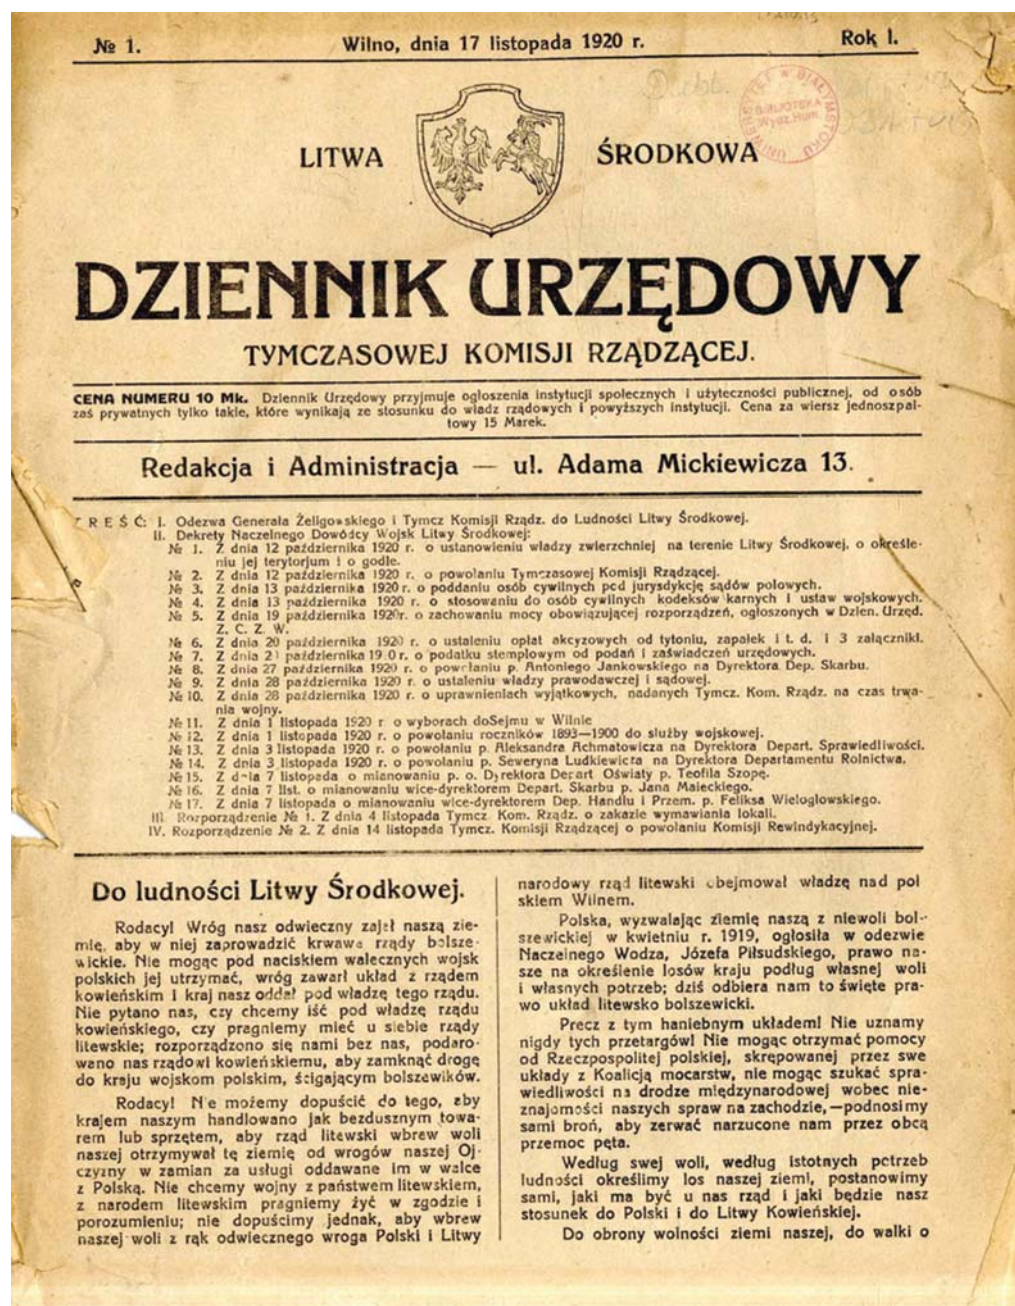 № 1.
Wilno, dnia 17 listopada 1920 r.
Rok I.
LITWA
ŚRODKOWA
UNIWERSYTET w BIAŁYMSTOKU
BIBLIOTEKA
Wydz. Hum
DZIENNIK URZĘDOWY
TYMCZASOWEJ KOMISJI RZĄDZĄCEJ.
CENA NUMERU 10 Mk. Dziennik Urzędowy przyjmuje ogłoszenia instytucji społecznych i użyteczności publicznej, od osób
zaś prywatnych tylko takie, które wynikają ze stosunku do władz rządowych i powyższych instytucji. Cena za wiersz jednoszpal-
towy 15 Marek.
Redakcja i Administracja — ul. Adama Mickiewicza 13.
TREŚĆ: I. Odezwa Generała Żeligowskiego i Tymcz Komisji Rządz. do Ludności Litwy Środkowej.
II. Dekrety Naczelnego Dowódcy Wojsk Litwy Środkowej:
№ 1. Z dnia 12 października 1920 r. o ustanowieniu władzy zwierzchniej na terenie Litwy Środkowej, o określe-
niu jej terytorjum i o godle.
№ 2. Z dnia 12 października 1920 r. o powołaniu Tymczasowej Komisji Rządzącej.
№ 3. Z dnia 13 października 1920 r. o poddaniu osób cywilnych pod jurysdykcję sądów polowych.
№ 4. Z dnia 13 października 1920 r. o stosowaniu do osób cywilnych kodeksów karnych i ustaw wojskowych.
№ 5. Z dnia 19 października 1920r. o zachowaniu mocy obowiązującej rozporządzeń, ogłoszonych w Dzien. Urzęd.
Z. C. Z. W.
№ 6. Z dnia 20 października 1920 r. o ustaleniu opłat akcyzowych od tytoniu, zapałek i t. d. i 3 załącznikl.
№ 7. Z dnia 2 października 19 0 r. o podatku stemplowym od podań i zaświadczeń urzędowych.
№ 8. Z dnia 27 października 1920 r. o powołaniu p. Antoniego Jankowskiego na Dyrektora Dep. Skarbu.
№ 9. Z dnia 28 października 1920 r. o ustaleniu władzy prawodawczej i sądowej.
№ 10. Z dnia 28 października 1920 r. o uprawnieniach wyjątkowych, nadanych Tymcz. Kom. Rządz. na czas trwa-
nia wojny.
№ 11. Z dnia 1 listopada 1920 r o wyborach doSejmu w Wilnie
№ 12. Z dnia 1 listopada 1920 r. o powołaniu roczników 1893—1900 do służby wojskowej.
№ 13. Z dnia 3 listopada 1920 r. o powołaniu p. Aleksandra Achmatowicza na Dyrektora Depart. Sprawiedliwości.
№ 14. Z dnia 3 listopada 1920 r. o powołaniu p. Seweryna Ludkiewicza na Dyrektora Departamentu Rolnictwa.
№ 15. Z dnia 7 listopada o mianowaniu p. o. Dyrektora Depart Oświaty p. Teofila Szopę.
№ 16. Z dnia 7 list. o mianowaniu wice-dyrektorem Depart. Skarbu p. Jana Małeckiego.
№ 17. Z dnia 7 listopada o mianowaniu wice-dyrektorem Dep. Handlu i Przem. p. Feliksa Wielogłowskiego.
III. Rozporządzenie № 1. Z dnia 4 listopada Tymcz. Kom. Rządz. o zakazie wymawiania lokali.
IV. Rozporządzenie № 2. Z dnia 14 listopada Tymcz. Komisji Rządzącej o powołaniu Komisji Rewindykacyjnej.
Do ludności Litwy Środkowej.
Rodacy! Wróg nasz odwieczny zajął naszą zie-
mię, aby w niej zaprowadzić krwawe rządy bolsze-
wickie. Nie mogąc pod naciskiem walecznych wojsk
polskich jej utrzymać, wróg zawarł układ z rządem
kowieńskim i kraj nasz oddał pod władzę tego rządu.
Nie pytano nas, czy chcemy iść pod władzę rządu
kowieńskiego, czy pragniemy mieć u siebie rządy
litewskie; rozporządzono się nami bez nas, podaro-
wano nas rządowi kowieńskiemu, aby zamknąć drogę
do kraju wojskom polskim, ścigającym bolszewików.
Rodacy! Nie możemy dopuścić do tego, aby
krajem naszym handlowano jak bezdusznym towa-
rem lub sprzętem, aby rząd litewski wbrew woli
naszej otrzymywał tę ziemię od wrogów naszej Oj-
czyzny w zamian za usługi oddawane im w walce
z Polską. Nie chcemy wojny z państwem litewskiem,
z narodem litewskim pragniemy żyć w zgodzie i
porozumieniu; nie dopuścimy jednak, aby wbrew
naszej woli z rąk odwiecznego wroga Polski i Litwy
narodowy rząd litewski obejmował władzę nad pol
skiem Wilnem.
Polska, wyzwalając ziemię naszą z niewoli bol-
szewickiej w kwietniu r. 1919, ogłosiła w odezwie
Naczelnego Wodza, Józefa Piłsudskiego, prawo na-
sze na określenie losów kraju podług własnej woli
i własnych potrzeb; dziś odbiera nam to święte pra-
wo układ litewsko bolszewicki.
Precz z tym haniebnym układem! Nie uznamy
nigdy tych przetargów! Nie mogąc otrzymać pomocy
od Rzeczpospolitej polskiej, skrępowanej przez swe
układy z Koalicją mocarstw, nie mogąc szukać spra-
wiedliwości na drodze międzynarodowej wobec nie-
znajomości naszych spraw na zachodzie,—podnosimy
sami broń, aby zerwać narzucone nam przez obcą
przemoc pęta.
Według swej woli, według istotnych potrzeb
ludności określimy los naszej ziemi, postanowimy
sami, jaki ma być u nas rząd i jaki będzie nasz
stosunek do Polski i do Litwy Kowieńskiej.
Do obrony wolności ziemi naszej, do walki o